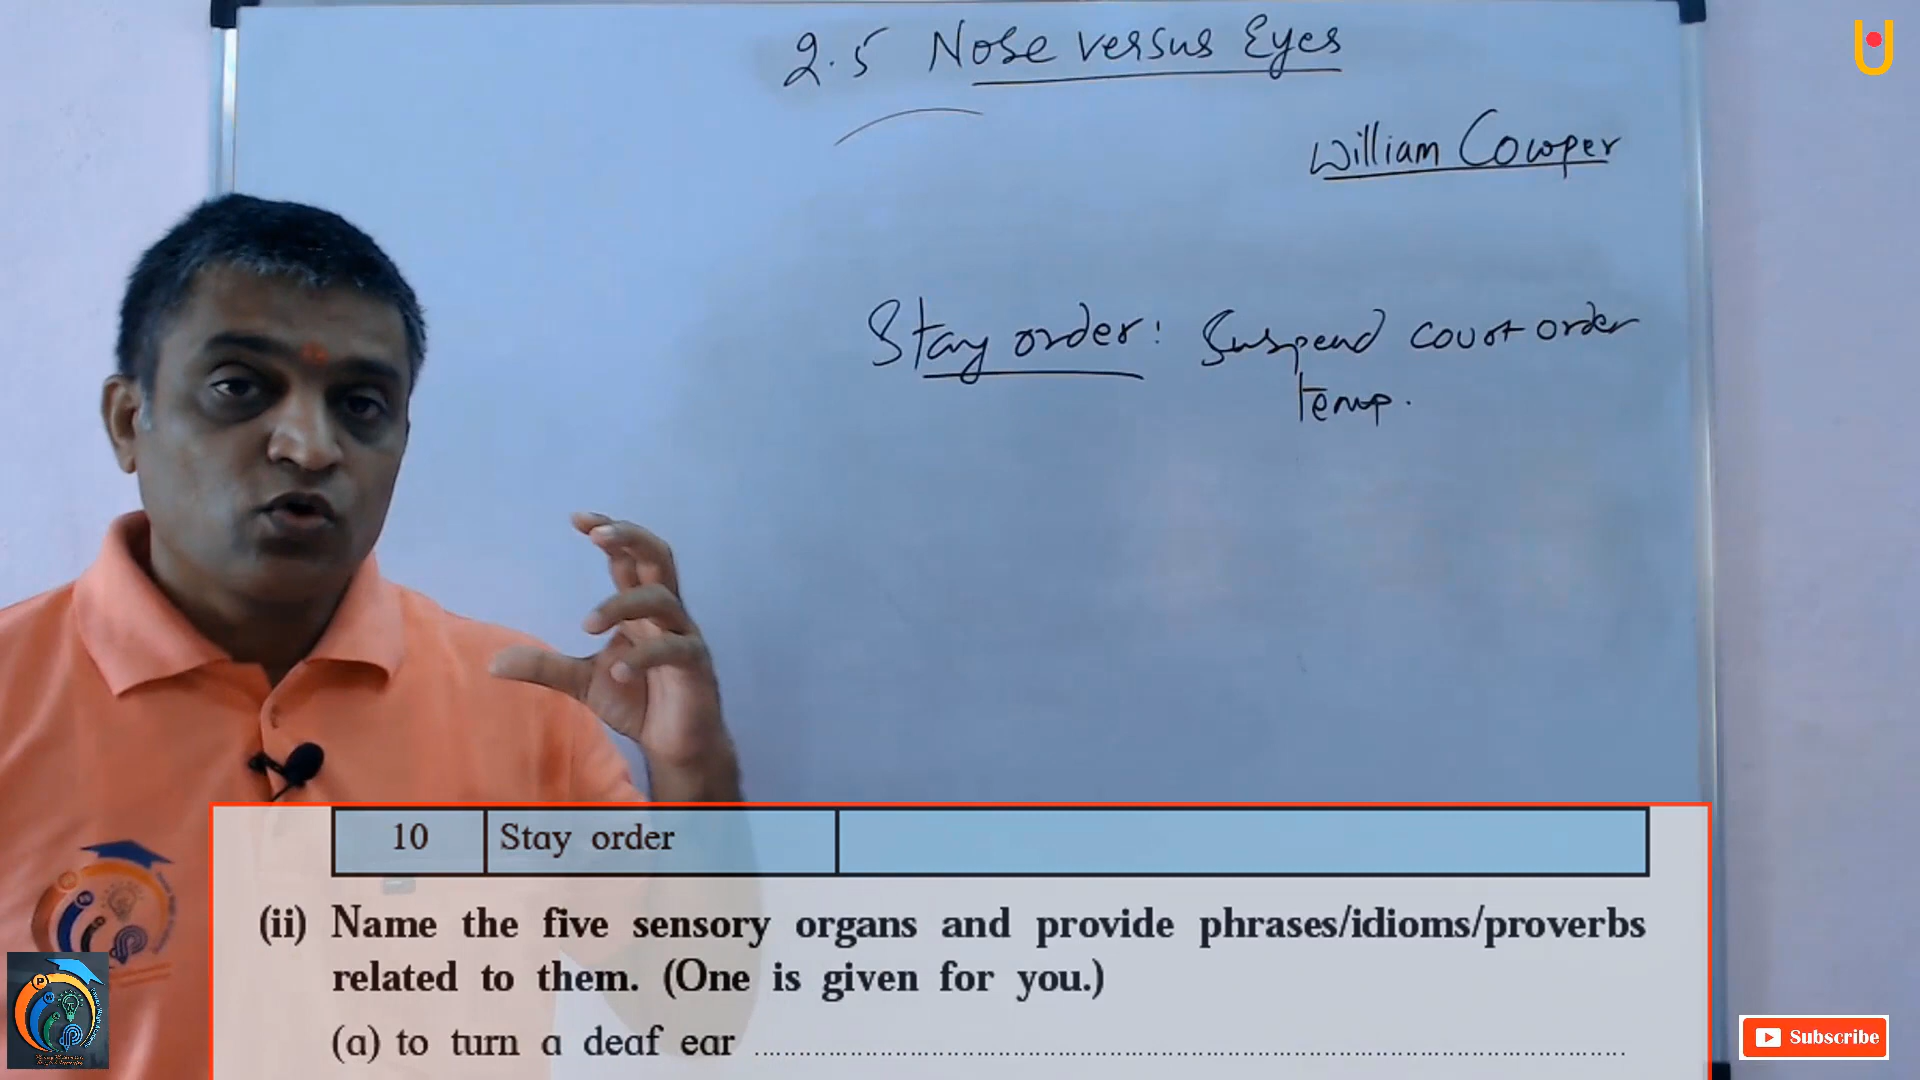 2.5 Nose versus Eyes
William Cowper
Stay order: Suspend court order
temp.
10 Stay order
(ii) Name the five sensory organs and provide phrases/idioms/proverbs
related to them. (One is given for you.)
(a) to turn a deaf ear ........................................
Subscribe